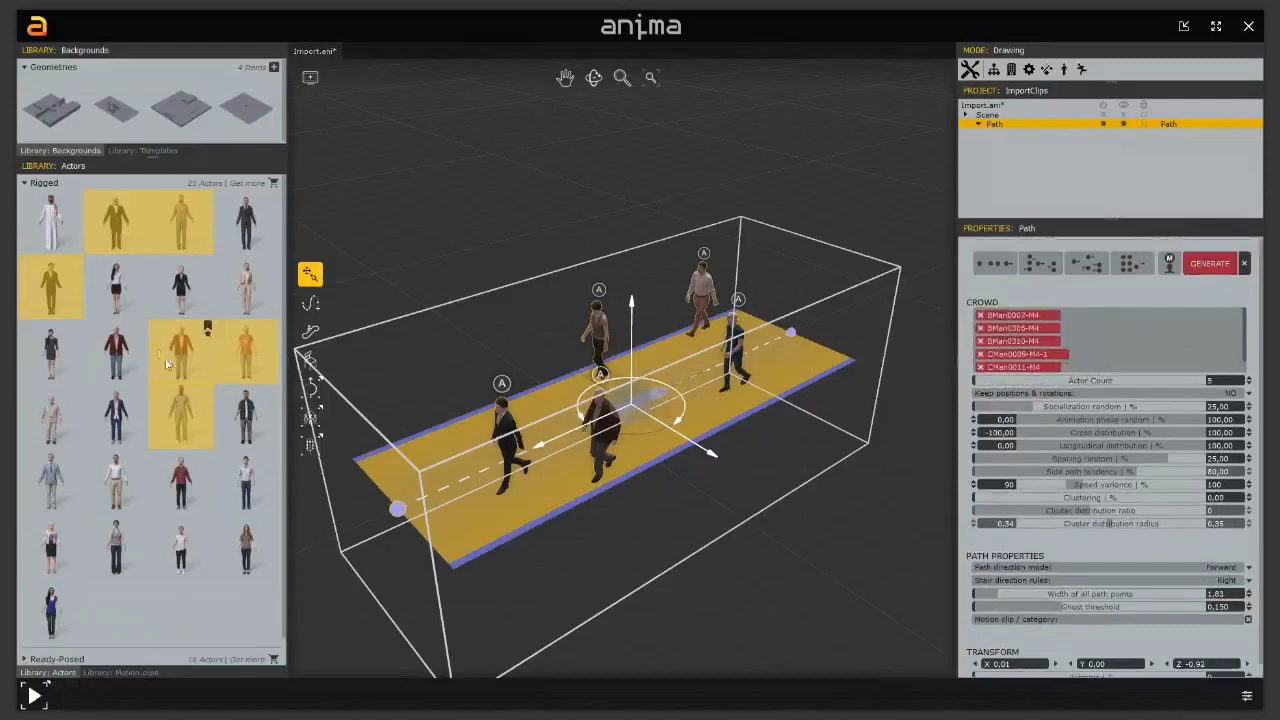 a
anima
LIBRARY: Backgrounds
Geometries
4 Items
Library: Backgrounds
Library: Templates
LIBRARY: Actors
Rigged
25 Actors | Get more
Ready-Posed
16 Actors | Get more
Library: Actors
Library: Motion clips
Import.ani*
A
A
A
A
A
MODE: Drawing
PROJECT: ImportClips
Import.ani*
Scene
Path
Path
PROPERTIES: Path
M
GENERATE
CROWD
BMan0007-M4
BMan0306-M4
BMan0310-M4
CMan0009-M4-1
CMan0011-M4
Actor Count 5
Keep positions & rotations: NO
Socialization random | % 25,00
0,00 Animation phase random | % 100,00
-100,00 Cross distribution | % 100,00
0,00 Longitudinal distribution | % 100,00
Spacing random | % 25,00
Side path tendency | % 80,00
90 Speed variance | % 100
Clustering | % 0,00
Cluster distribution ratio 0
0,34 Cluster distribution radius 0,35
PATH PROPERTIES
Path direction mode: Forward
Stair direction rules: Right
Width of all path points 1,83
Ghost threshold 0,150
Motion clip / category:
TRANSFORM
X 0,01
Y 0,00
Z -0,92